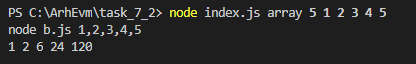 PS C:\ArhEvm\task_7_2> node index.js array 5 1 2 3 4 5
node b.js 1,2,3,4,5
1 2 6 24 120